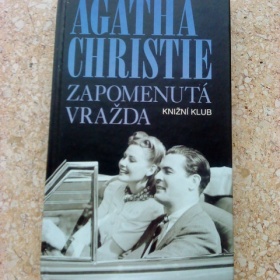 AGATHA
CHRISTIE
ZAPOMENUTÁ
VRAŽDA
KNIŽNÍ KLUB